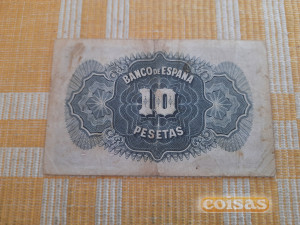 BANCO DE ESPAÑA
10
PESETAS
coisas